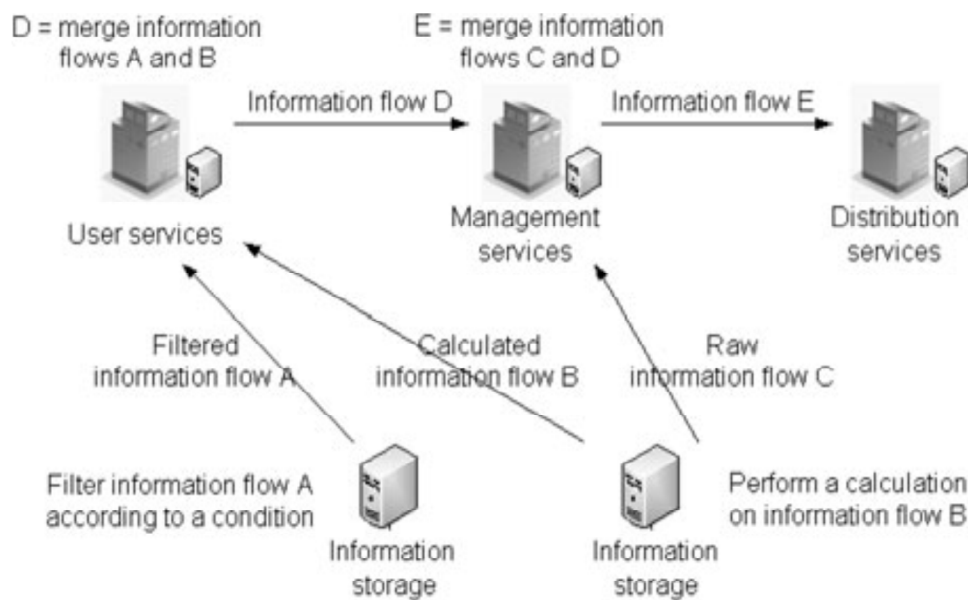 D = merge information
flows A and B
E = merge information
flows C and D
Information flow D
Information flow E
User services
Management
services
Distribution
services
Filtered
information flow A
Calculated
information flow B
Raw
information flow C
Filter information flow A
according to a condition
Information
storage
Information
storage
Perform a calculation
on information flow B